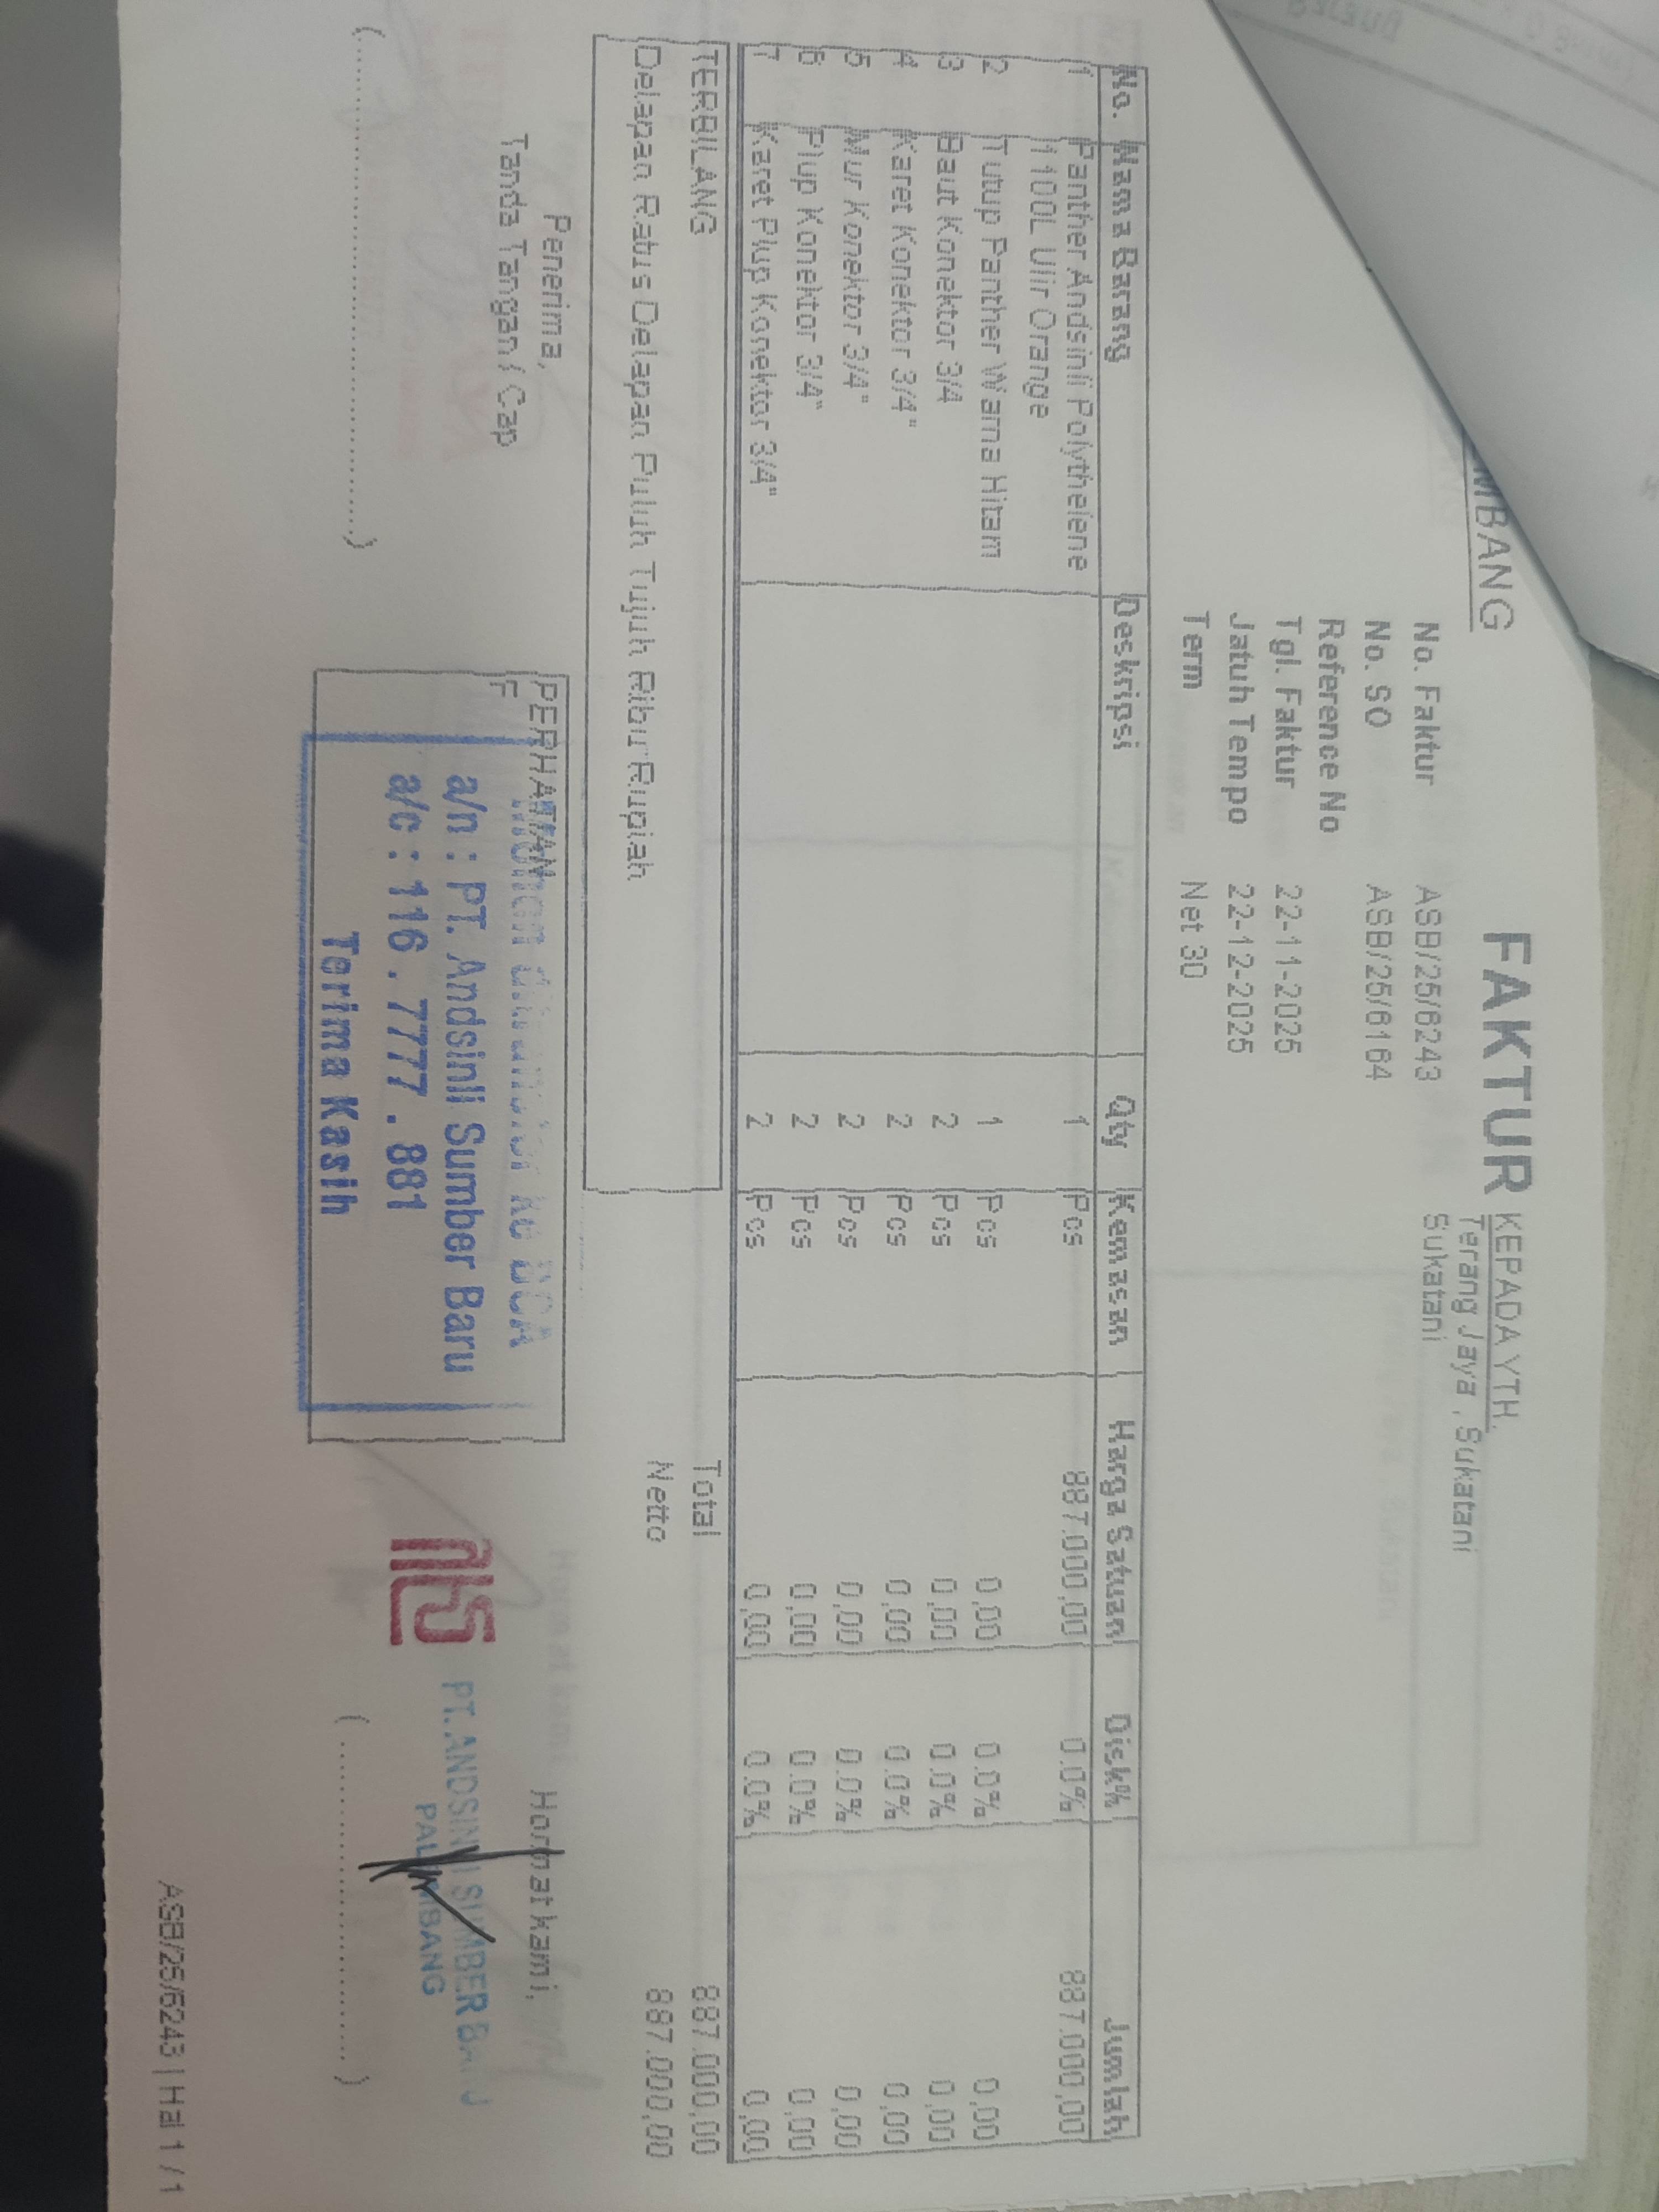 MBANG
FAKTUR
KEPADA YTH.
Terang Jaya , Sukatani
Sukatani
No. Faktur ASB/25/6243
No. SO ASB/25/6164
Reference No
Tgl. Faktur 22-11-2025
Jatuh Tempo 22-12-2025
Term Net 30
No. Nama Barang Deskripsi Qty Kemasan Harga Satuan Disk% Jumlah
1 Panther Andsinli Polythelene 1 Pcs 887.000,00 0.0% 887.000,00
1100L Ulir Orange
2 Tutup Panther Warna Hitam 1 Pcs 0,00 0.0% 0,00
3 Baut Konektor 3/4 2 Pcs 0,00 0.0% 0,00
4 Karet Konektor 3/4" 2 Pcs 0,00 0.0% 0,00
5 Mur Konektor 3/4" 2 Pcs 0,00 0.0% 0,00
6 Plup Konektor 3/4" 2 Pcs 0,00 0.0% 0,00
7 Karet Plup Konektor 3/4" 2 Pcs 0,00 0.0% 0,00
TERBILANG
Delapan Ratus Delapan Puluh Tujuh Ribu Rupiah
Total 887.000,00
Netto 887.000,00
Penerima,
Tanda Tangan / Cap
(..............................)
PERHATIAN
F
ke BCA
a/n : PT. Andsinli Sumber Baru
a/c : 116 . 7777 . 881
Terima Kasih
Hormat kami,
PT. ANDSINLI SUMBER BA
PALEMBANG
(..............................)
ASB/25/6243 | Hal 1 / 1